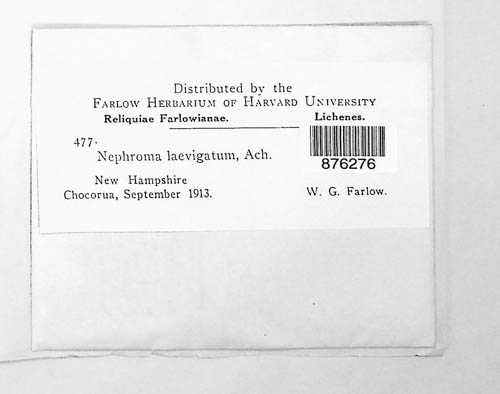 Distributed by the
FARLOW HERBARIUM OF HARVARD UNIVERSITY
Reliquiae Farlowianae. Lichenes.
477.
Nephroma laevigatum, Ach.
876276
New Hampshire
Chocorua, September 1913. W. G. Farlow.